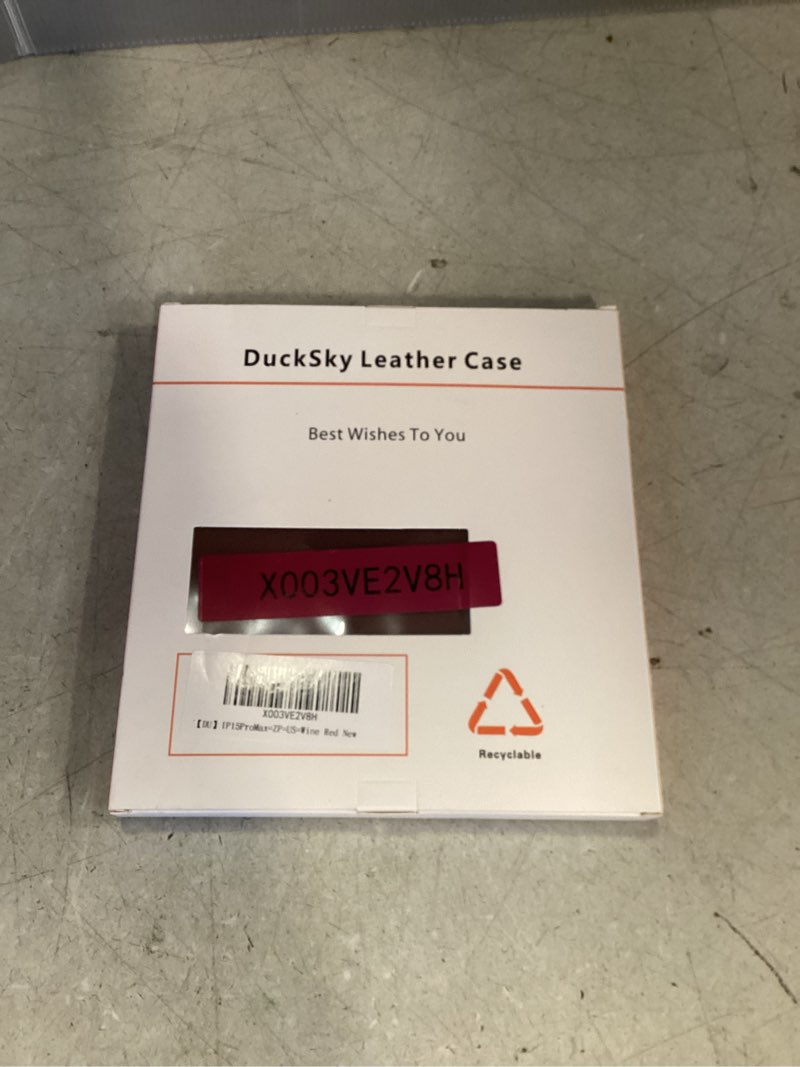 DuckSky Leather Case
Best Wishes To You
X003VE2V8H
X003VE2V8H
【DU】IP15ProMax=ZP=US=Wine Red New
Recyclable